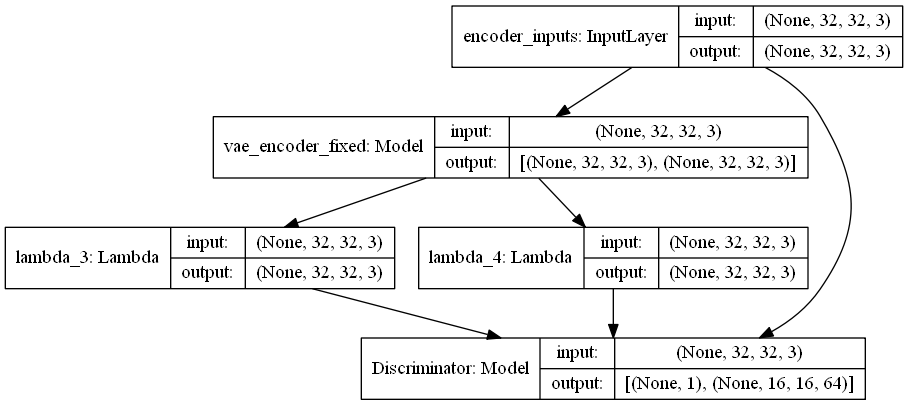 encoder_inputs: InputLayer
input:
(None, 32, 32, 3)
output:
(None, 32, 32, 3)
vae_encoder_fixed: Model
input:
(None, 32, 32, 3)
output:
[(None, 32, 32, 3), (None, 32, 32, 3)]
lambda_3: Lambda
input:
(None, 32, 32, 3)
output:
(None, 32, 32, 3)
lambda_4: Lambda
input:
(None, 32, 32, 3)
output:
(None, 32, 32, 3)
Discriminator: Model
input:
(None, 32, 32, 3)
output:
[(None, 1), (None, 16, 16, 64)]